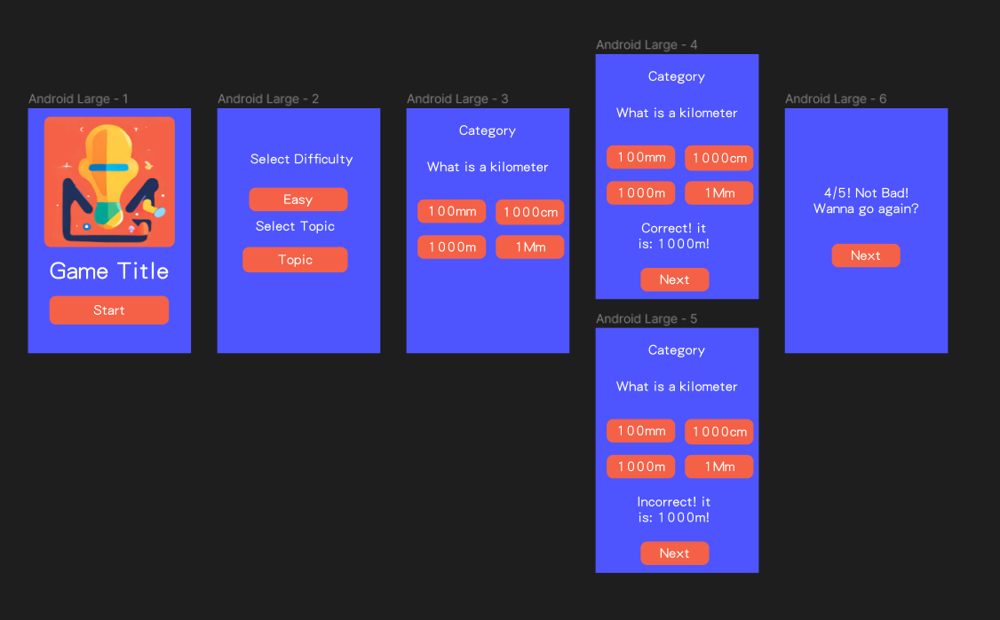 Android Large - 1
Game Title
Start
Android Large - 2
Select Difficulty
Easy
Select Topic
Topic
Android Large - 3
Category
What is a kilometer
100mm
1000cm
1000m
1Mm
Android Large - 4
Category
What is a kilometer
100mm
1000cm
1000m
1Mm
Correct! it
is: 1000m!
Next
Android Large - 5
Category
What is a kilometer
100mm
1000cm
1000m
1Mm
Incorrect! it
is: 1000m!
Next
Android Large - 6
4/5! Not Bad!
Wanna go again?
Next